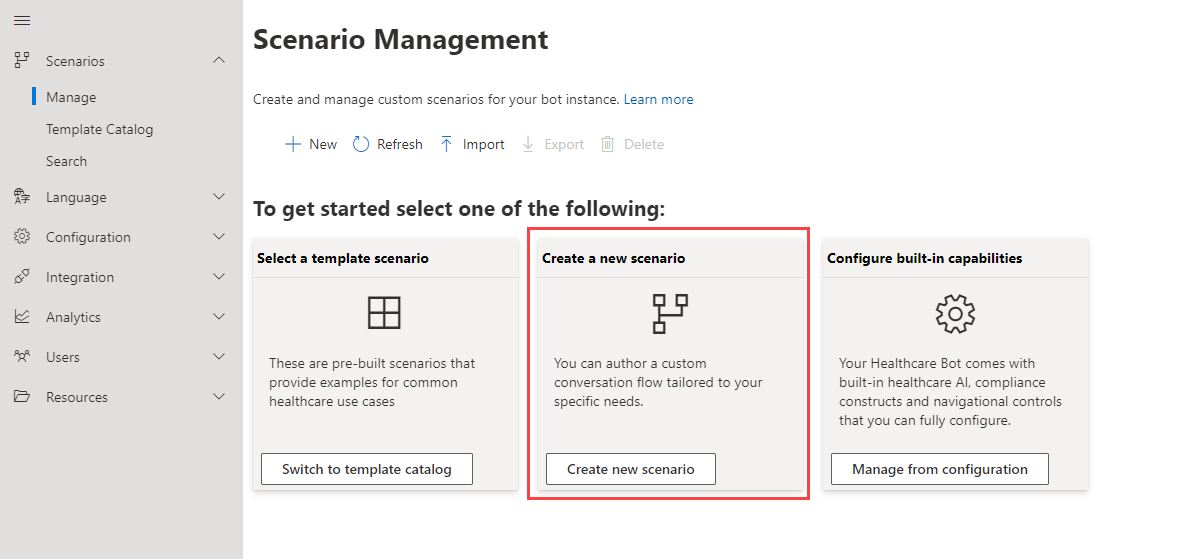 Scenario Management
Scenarios
Manage
Template Catalog
Search
Language
Configuration
Integration
Analytics
Users
Resources
Create and manage custom scenarios for your bot instance. Learn more
New Refresh Import Export Delete
To get started select one of the following:
Select a template scenario
These are pre-built scenarios that
provide examples for common
healthcare use cases
Switch to template catalog
Create a new scenario
You can author a custom
conversation flow tailored to your
specific needs.
Create new scenario
Configure built-in capabilities
Your Healthcare Bot comes with
built-in healthcare AI, compliance
constructs and navigational controls
that you can fully configure.
Manage from configuration